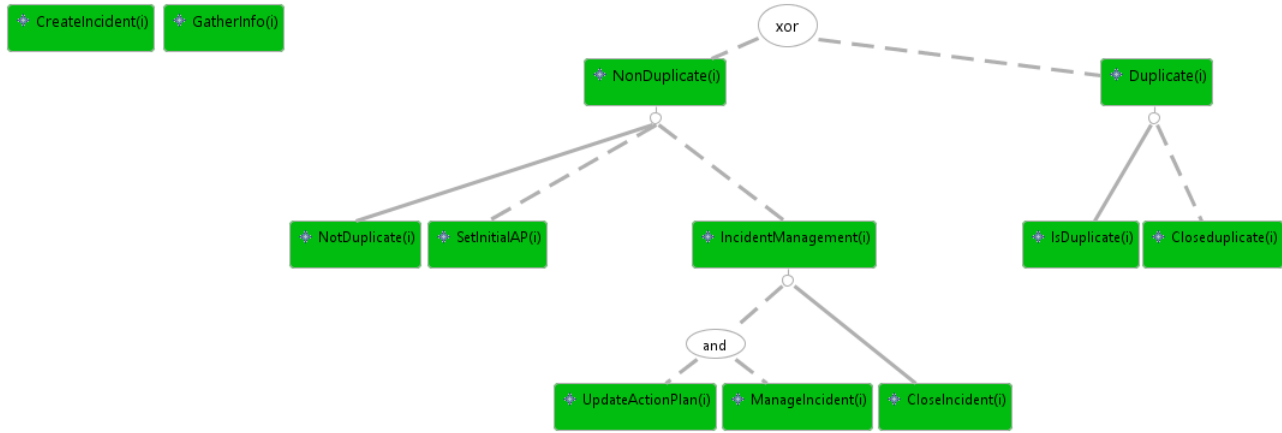 CreateIncident(i)
GatherInfo(i)
xor
NonDuplicate(i)
Duplicate(i)
NotDuplicate(i)
SetInitialAP(i)
IncidentManagement(i)
IsDuplicate(i)
Closeduplicate(i)
and
UpdateActionPlan(i)
ManageIncident(i)
CloseIncident(i)